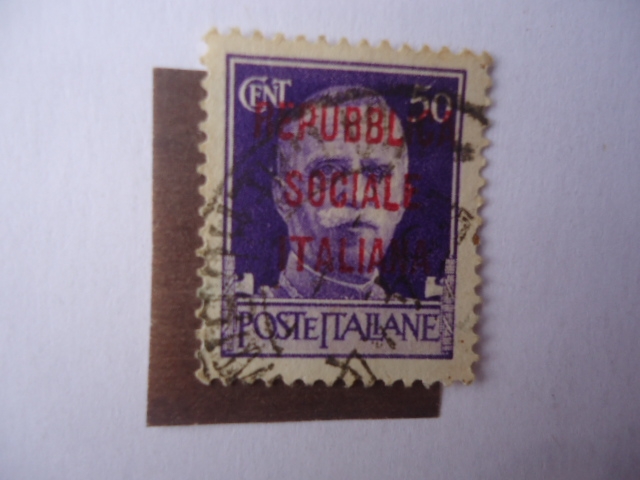 CENT 50
REPUBBLICA
SOCIALE
ITALIANA
POSTE ITALIANE